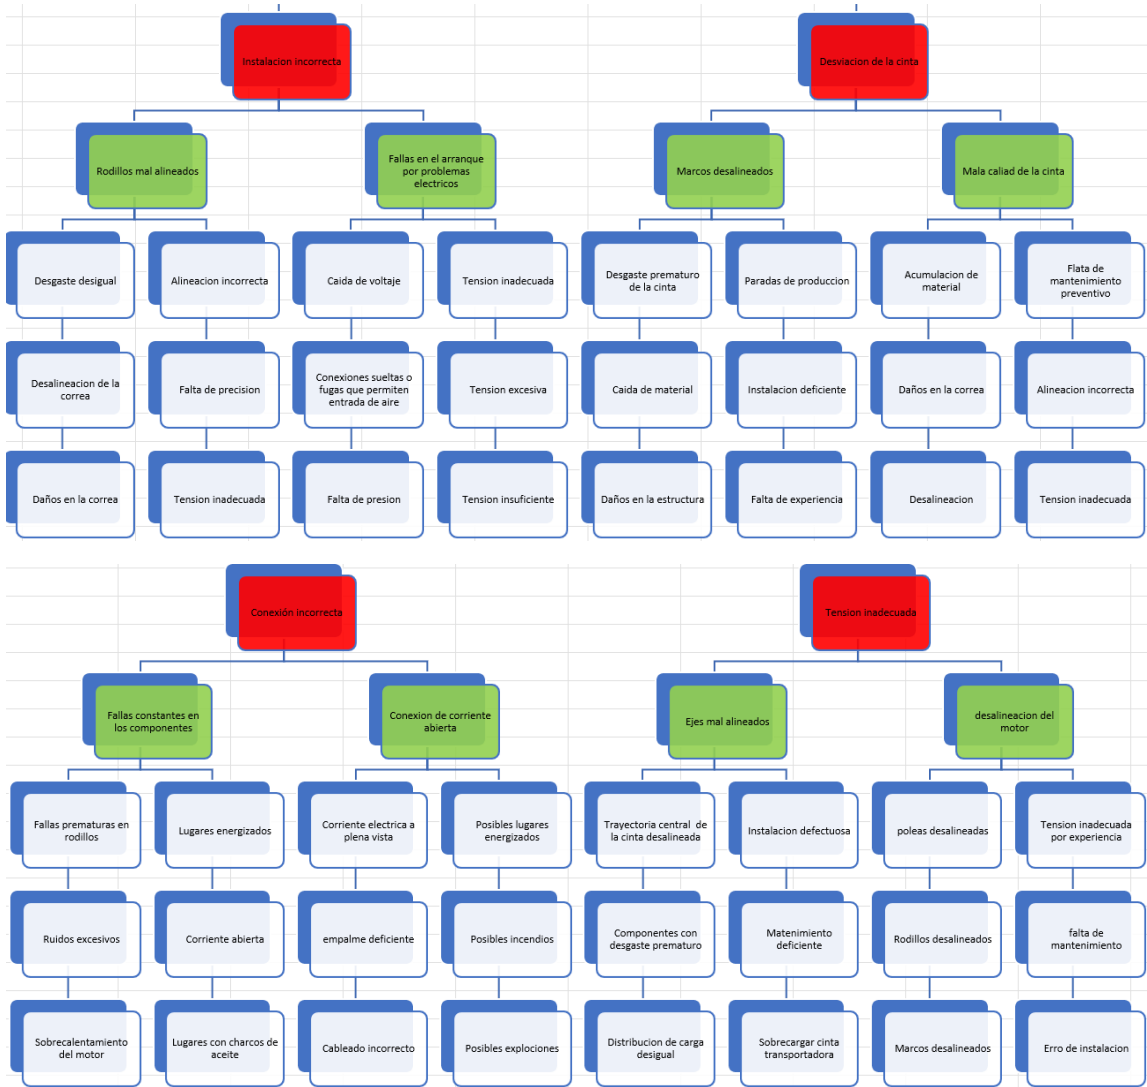 Instalacion incorrecta
Desviacion de la cinta
Rodillos mal alineados
Fallas en el arranque
por problemas
electricos
Marcos desalineados
Mala caliad de la cinta
Desgaste desigual
Alineacion incorrecta
Caida de voltaje
Tension inadecuada
Desgaste prematuro
de la cinta
Paradas de produccion
Acumulacion de
material
Flata de
mantenimiento
preventivo
Desalineacion de la
correa
Falta de precision
Conexiones sueltas o
fugas que permiten
entrada de aire
Tension excesiva
Caida de material
Instalacion deficiente
Daños en la correa
Alineacion incorrecta
Daños en la correa
Tension inadecuada
Falta de presion
Tension insuficiente
Daños en la estructura
Falta de experiencia
Desalineacion
Tension inadecuada
Conexión incorrecta
Tension inadecuada
Fallas constantes en
los componentes
Conexion de corriente
abierta
Ejes mal alineados
desalineacion del
motor
Fallas prematuras en
rodillos
Lugares energizados
Corriente electrica a
plena vista
Posibles lugares
energizados
Trayectoria central de
la cinta desalineada
Instalacion defectuosa
poleas desalineadas
Tension inadecuada
por experiencia
Ruidos excesivos
Corriente abierta
empalme deficiente
Posibles incendios
Componentes con
desgaste prematuro
Matenimiento
deficiente
Rodillos desalineados
falta de
mantenimiento
Sobrecalentamiento
del motor
Lugares con charcos de
aceite
Cableado incorrecto
Posibles explociones
Distribucion de carga
desigual
Sobrecargar cinta
transportadora
Marcos desalineados
Erro de instalacion